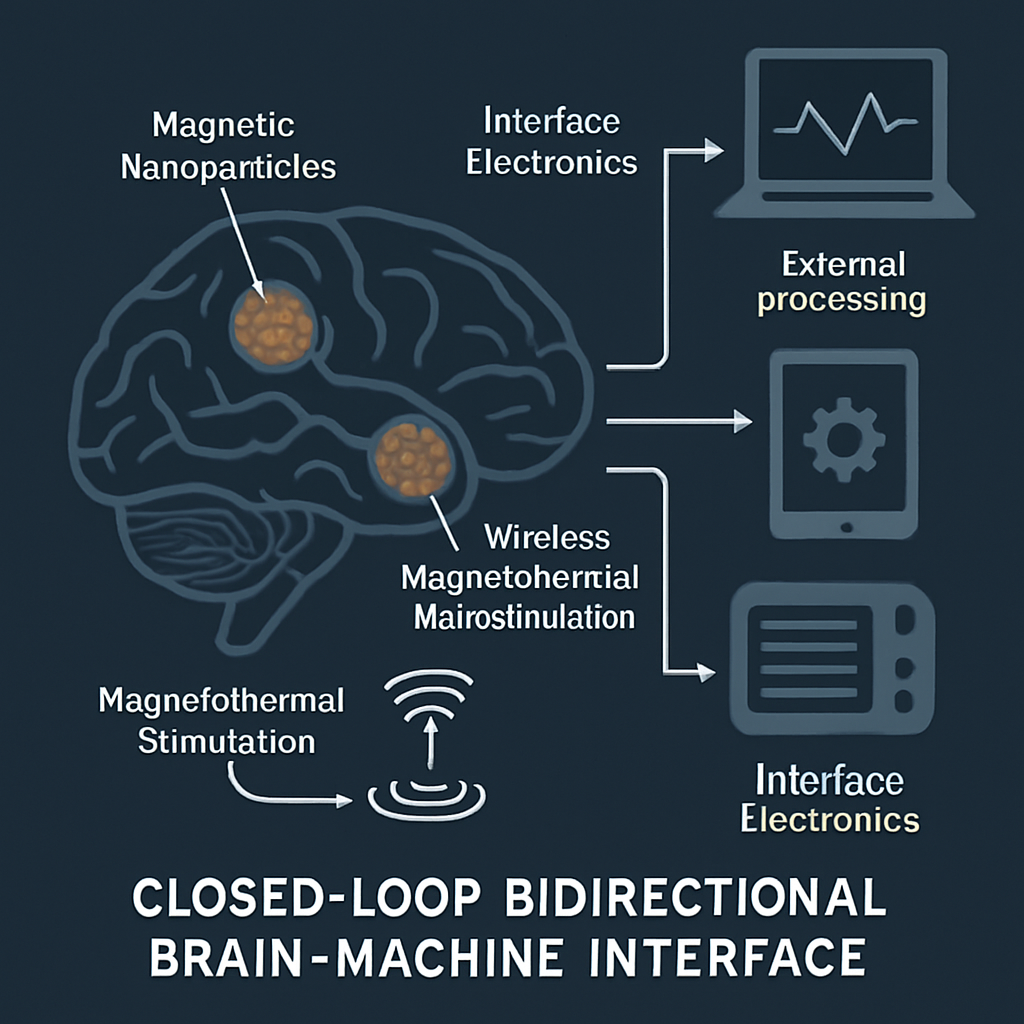 Magnetic
Nanoparticles
Interface
Electronics
External
processing
Wireless
Magnetohermial
Mairostinulation
Magnefothermal
Stimutation
Interface
Electronics
CLOSED-LOOP BIDIRECTIONAL
BRAIN-MACHINE INTERFACE